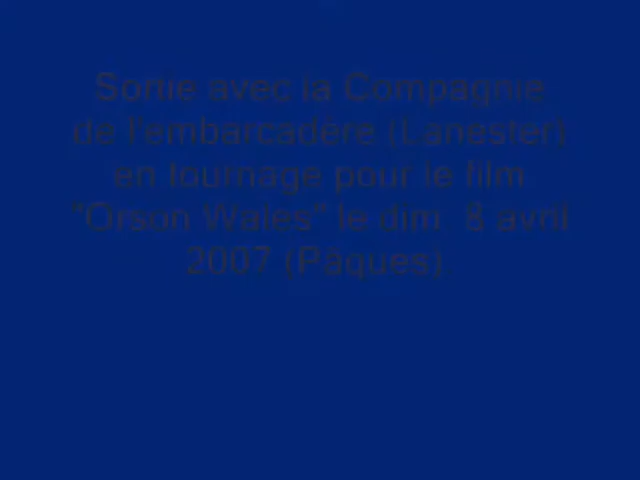 Sortie avec la Compagnie
de l'embarcadère (Lanester)
en tournage pour le film
"Orson Wales" le dim 8 avril
2007 (Pâques)